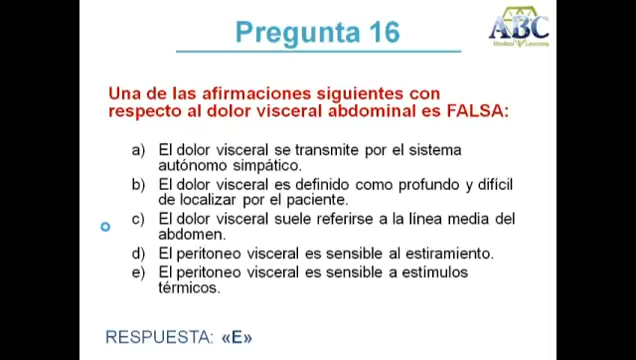 Pregunta 16
ABC
Medical Learning
Una de las afirmaciones siguientes con
respecto al dolor visceral abdominal es FALSA:
a) El dolor visceral se transmite por el sistema
autónomo simpático.
b) El dolor visceral es definido como profundo y difícil
de localizar por el paciente.
c) El dolor visceral suele referirse a la línea media del
abdomen.
d) El peritoneo visceral es sensible al estiramiento.
e) El peritoneo visceral es sensible a estímulos
térmicos.
RESPUESTA: «E»